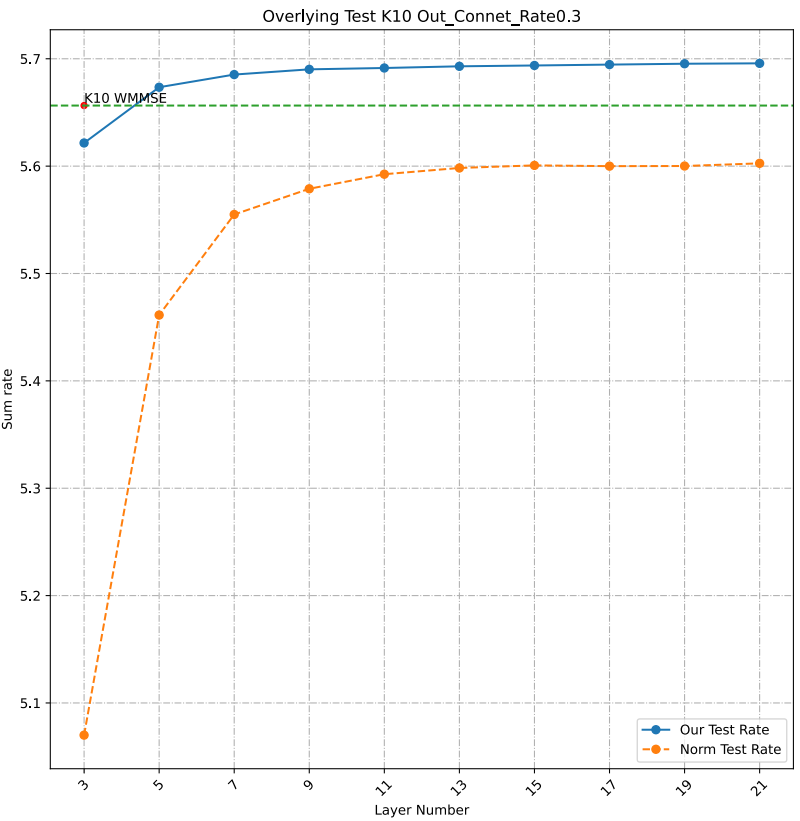 Overlying Test K10 Out_Connet_Rate0.3
5.7
K10 WMMSE
5.6
5.5
5.4
5.3
5.2
5.1
Sum rate
Our Test Rate
Norm Test Rate
3 5 7 9 11 13 15 17 19 21
Layer Number